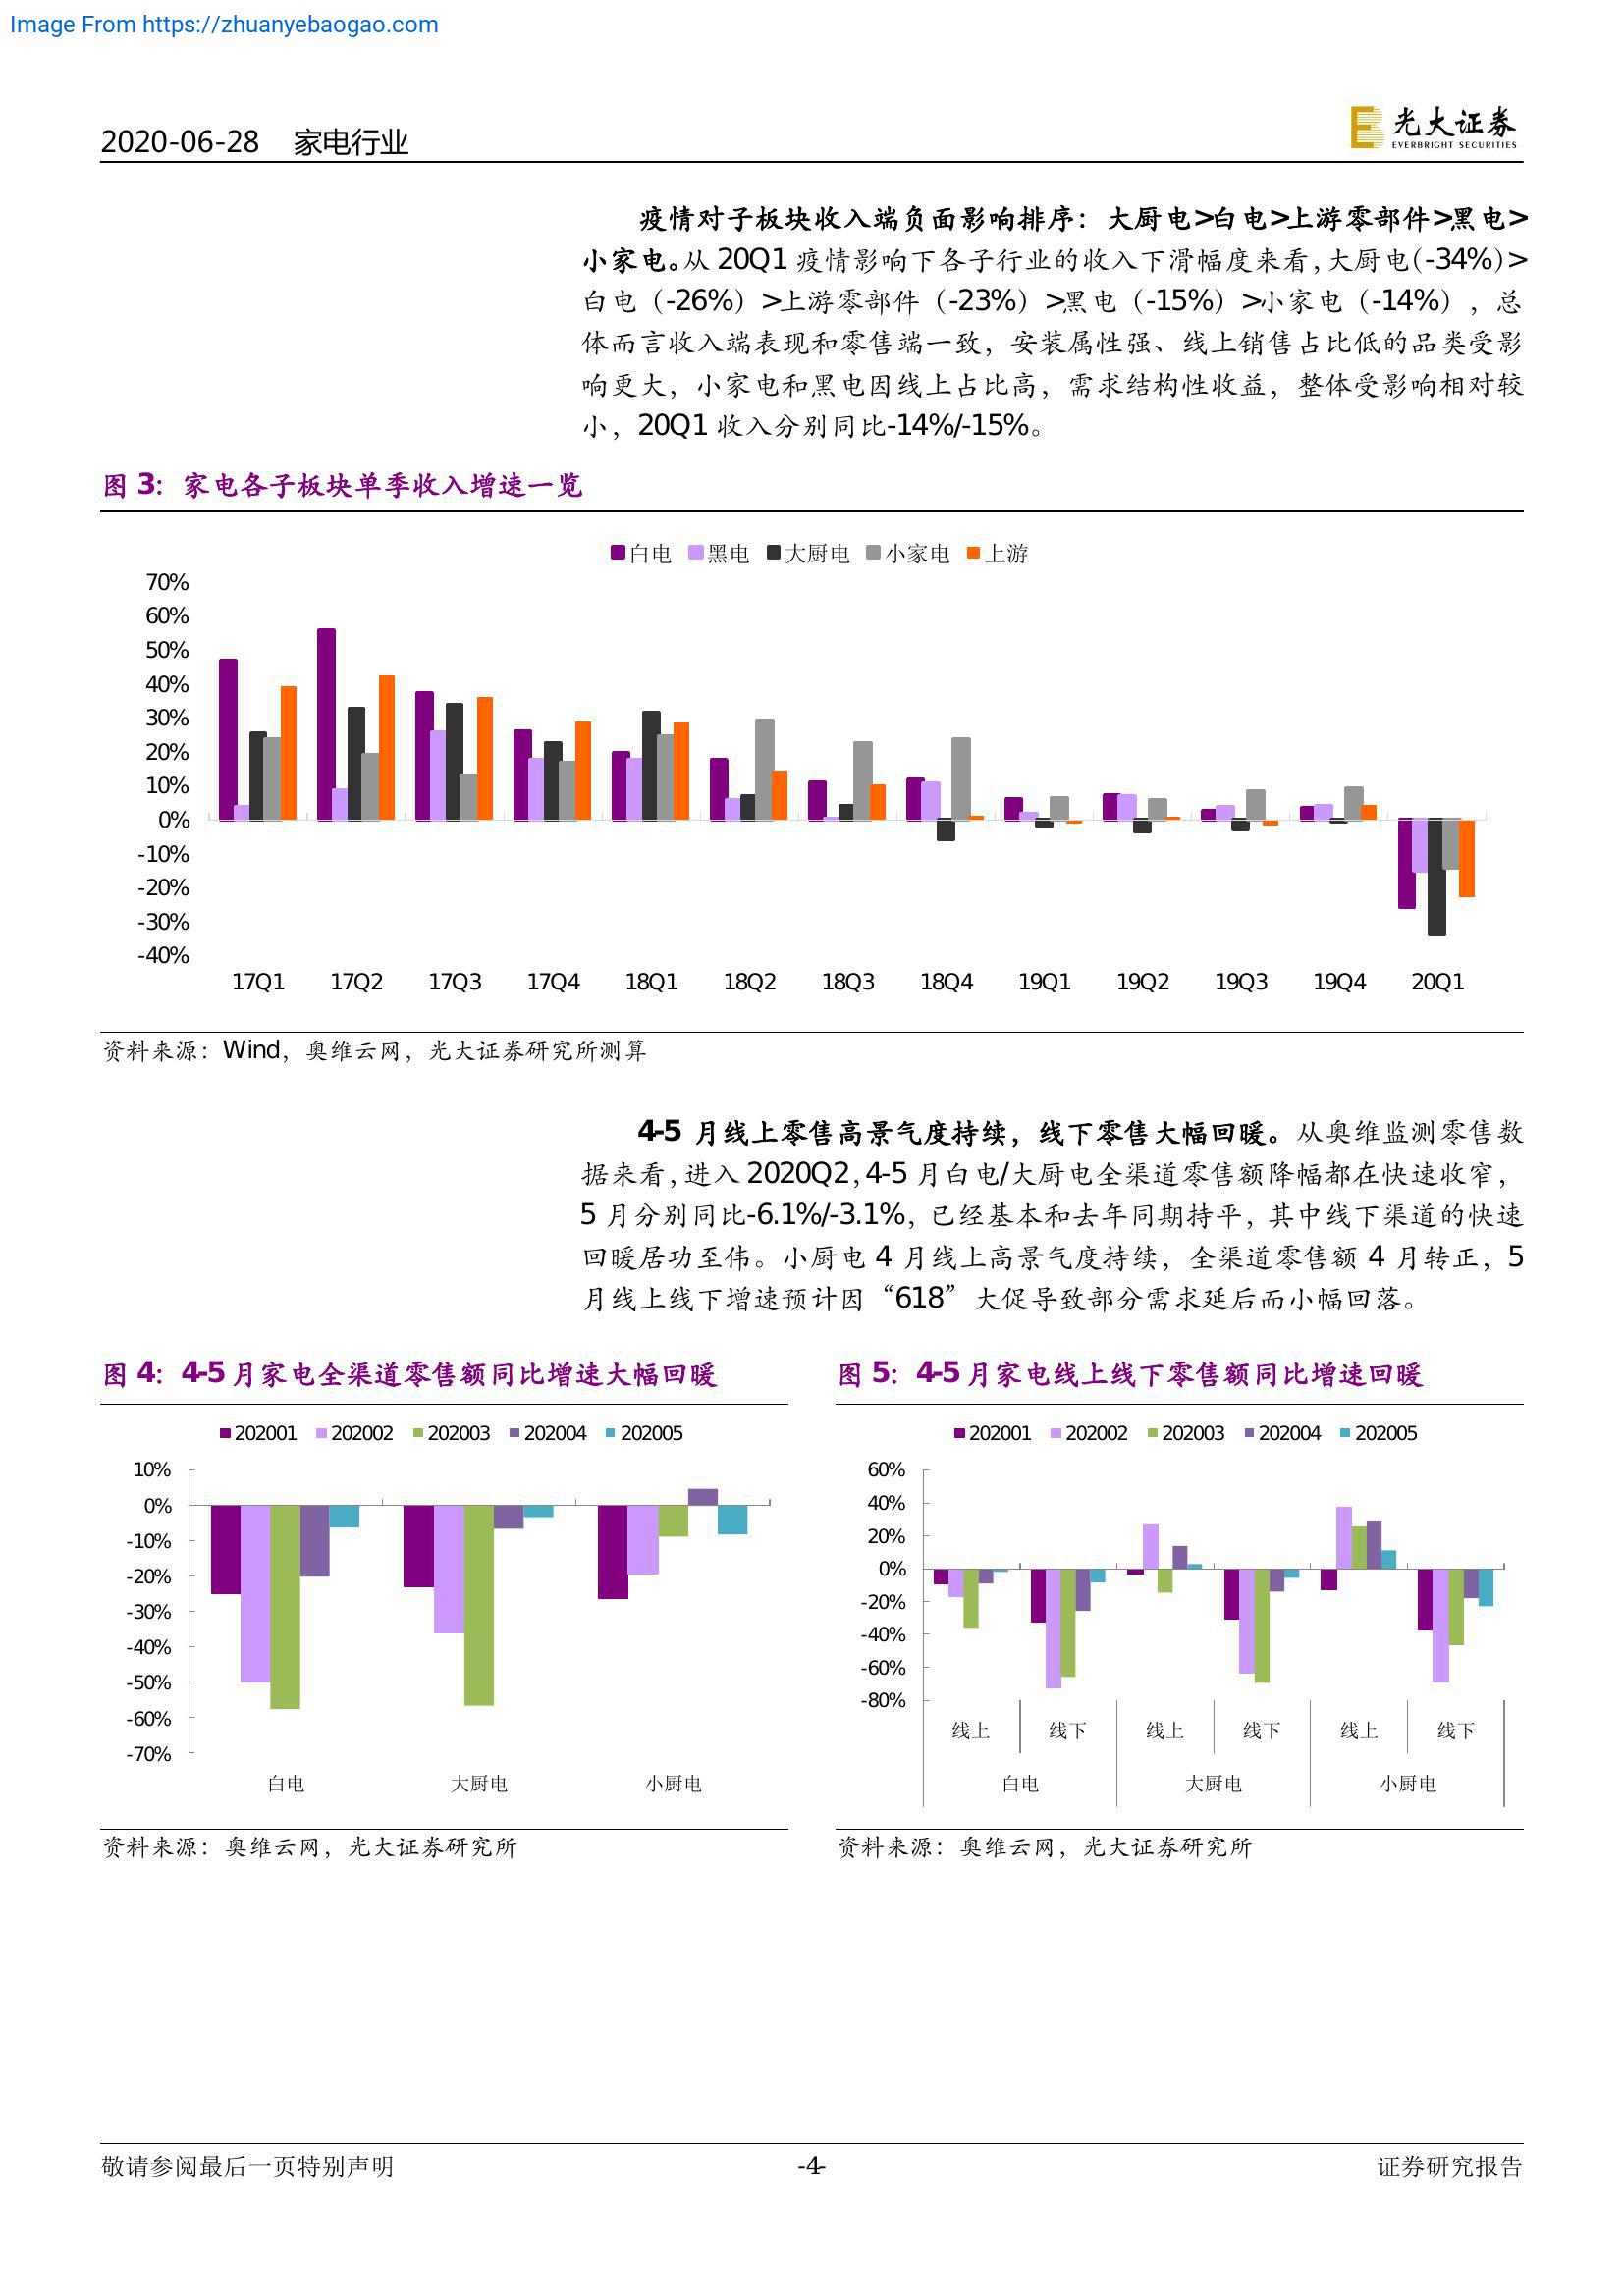 Image From https://zhuanyebaogao.com
2020-06-28 家电行业
光大证券
EVERBRIGHT SECURITIES
疫情对子板块收入端负面影响排序：大厨电>白电>上游零部件>黑电>
小家电。从 20Q1 疫情影响下各子行业的收入下滑幅度来看，大厨电（-34%）>
白电（-26%）>上游零部件（-23%）>黑电（-15%）>小家电（-14%），总
体而言收入端表现和零售端一致，安装属性强、线上销售占比低的品类受影
响更大，小家电和黑电因线上占比高，需求结构性收益，整体受影响相对较
小，20Q1 收入分别同比-14%/-15%。
图 3：家电各子板块单季收入增速一览
白电 黑电 大厨电 小家电 上游
70%
60%
50%
40%
30%
20%
10%
0%
-10%
-20%
-30%
-40%
17Q1 17Q2 17Q3 17Q4 18Q1 18Q2 18Q3 18Q4 19Q1 19Q2 19Q3 19Q4 20Q1
资料来源：Wind，奥维云网，光大证券研究所测算
4-5 月线上零售高景气度持续，线下零售大幅回暖。从奥维监测零售数
据来看，进入 2020Q2，4-5 月白电/大厨电全渠道零售额降幅都在快速收窄，
5 月分别同比-6.1%/-3.1%，已经基本和去年同期持平，其中线下渠道的快速
回暖居功至伟。小厨电 4 月线上高景气度持续，全渠道零售额 4 月转正，5
月线上线下增速预计因“618”大促导致部分需求延后而小幅回落。
图 4：4-5 月家电全渠道零售额同比增速大幅回暖
202001 202002 202003 202004 202005
10%
0%
-10%
-20%
-30%
-40%
-50%
-60%
-70%
白电 大厨电 小厨电
资料来源：奥维云网，光大证券研究所
图 5：4-5 月家电线上线下零售额同比增速回暖
202001 202002 202003 202004 202005
60%
40%
20%
0%
-20%
-40%
-60%
-80%
线上 线下 线上 线下 线上 线下
白电 大厨电 小厨电
资料来源：奥维云网，光大证券研究所
敬请参阅最后一页特别声明 -4- 证券研究报告